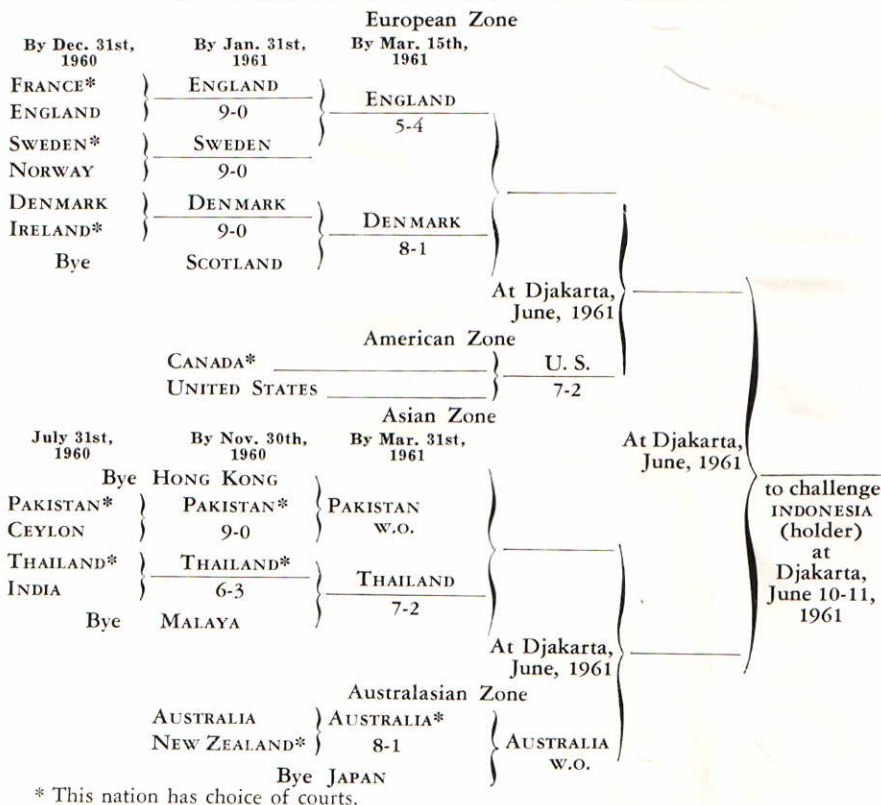 European Zone
By Dec. 31st, 1960
By Jan. 31st, 1961
By Mar. 15th, 1961
FRANCE*
ENGLAND
ENGLAND
9-0
ENGLAND
5-4
SWEDEN*
NORWAY
SWEDEN
9-0
DENMARK
IRELAND*
DENMARK
9-0
DENMARK
8-1
Bye SCOTLAND
At Djakarta,
June, 1961
American Zone
CANADA*
UNITED STATES
U. S.
7-2
Asian Zone
July 31st, 1960
By Nov. 30th, 1960
By Mar. 31st, 1961
At Djakarta,
June, 1961
Bye HONG KONG
PAKISTAN*
CEYLON
PAKISTAN*
9-0
PAKISTAN
W.O.
THAILAND*
INDIA
THAILAND*
6-3
THAILAND
7-2
Bye MALAYA
to challenge
INDONESIA
(holder)
at
Djakarta,
June 10-11,
1961
At Djakarta,
June, 1961
Australasian Zone
AUSTRALIA
NEW ZEALAND*
AUSTRALIA*
8-1
AUSTRALIA
W.O.
Bye JAPAN
* This nation has choice of courts.